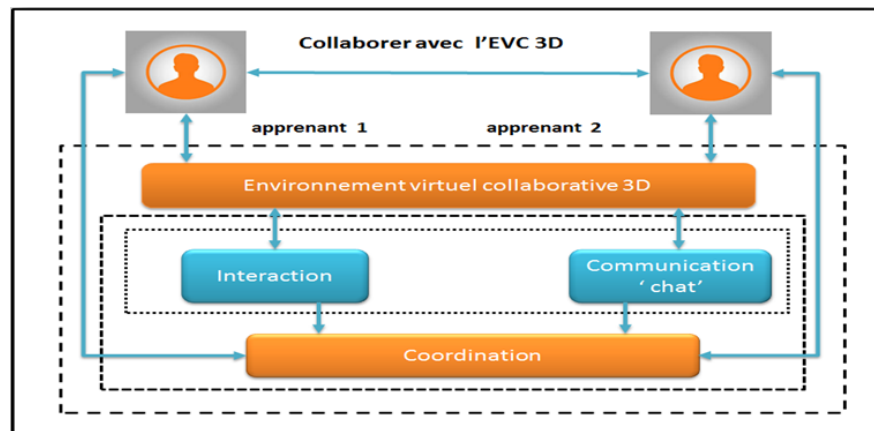 Collaborer avec l'EVC 3D
apprenant 1
apprenant 2
Environnement virtuel collaborative 3D
Interaction
Communication
' chat'
Coordination